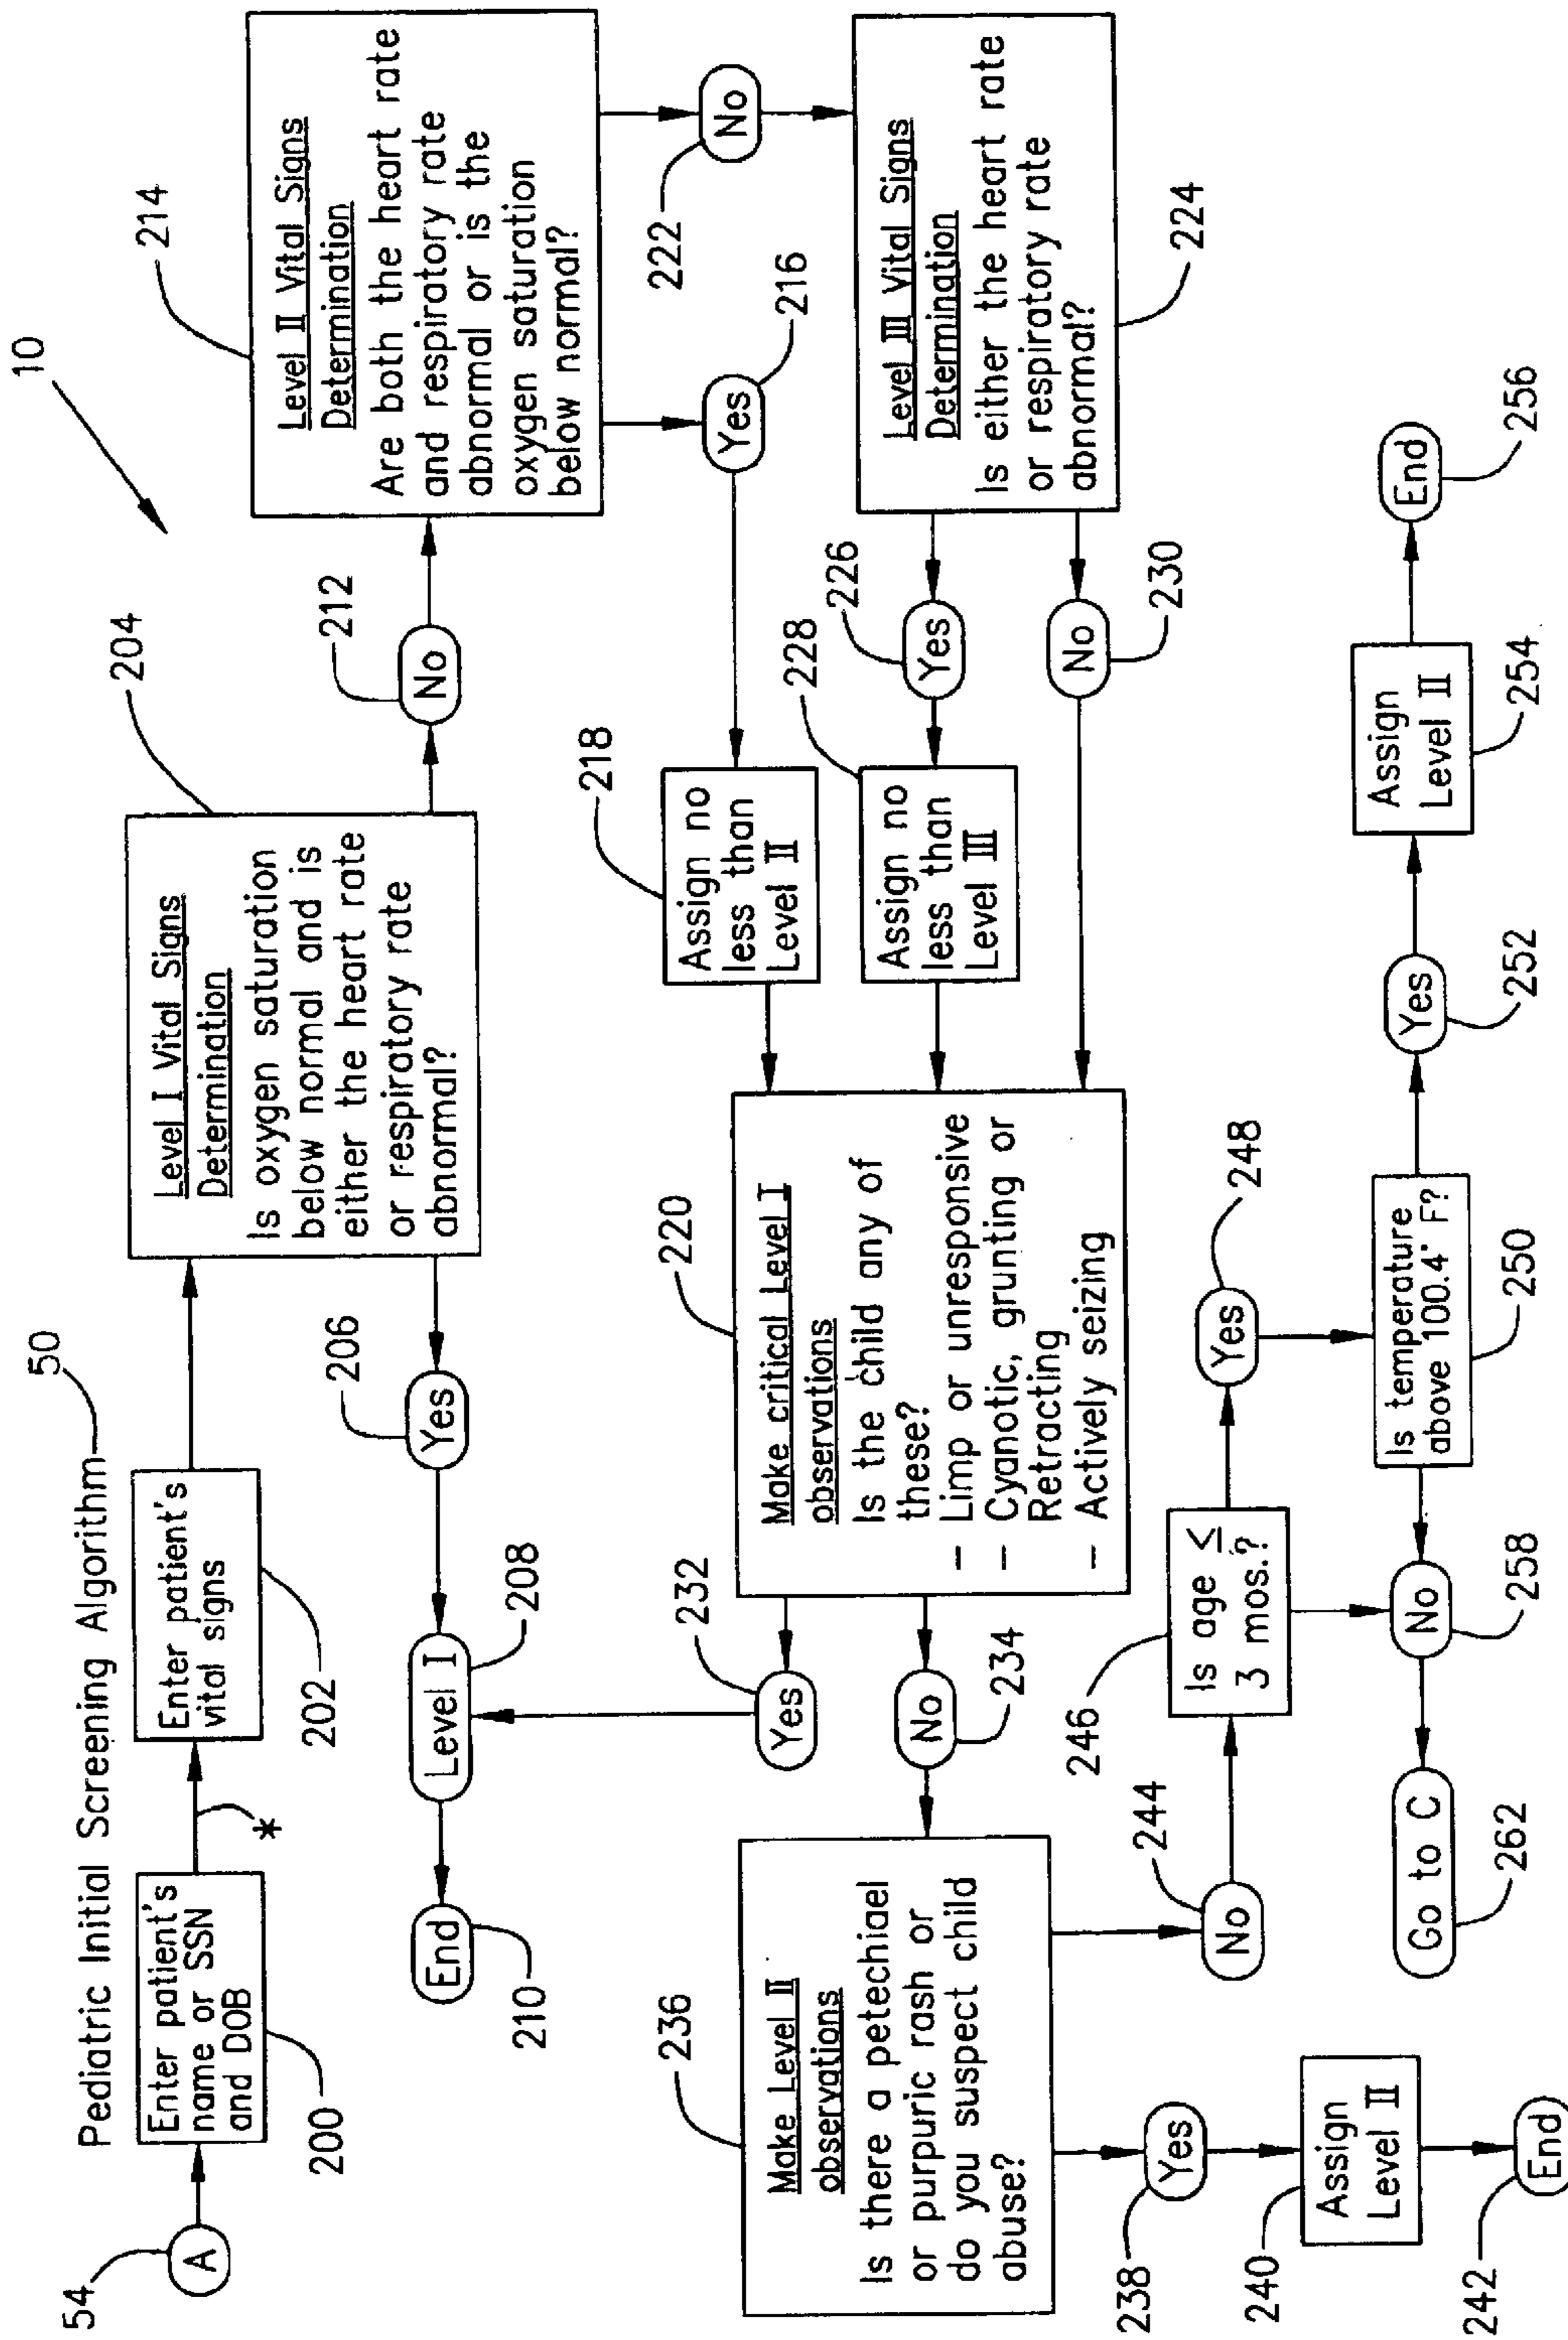 10
Pediatric Initial Screening Algorithm
50
54
A
Enter patient's
name or SSN
and DOB
200
*
Enter patient's
vital signs
202
Level I Vital Signs
Determination
Is oxygen saturation
below normal and is
either the heart rate
or respiratory rate
abnormal?
204
206
Yes
Level I
208
End
210
212
No
214
Level II Vital Signs
Determination
Are both the heart rate
and respiratory rate
abnormal or is the
oxygen saturation
below normal?
Yes
216
222
No
218
Assign no
less than
Level II
Level III Vital Signs
Determination
Is either the heart rate
or respiratory rate
abnormal?
224
226
Yes
228
Assign no
less than
Level III
No
230
220
Make critical Level I
observations
Is the child any of
these?
- Limp or unresponsive
- Cyanotic, grunting or
Retracting
- Actively seizing
232
Yes
No
234
236
Make Level II
observations
Is there a petechiael
or purpuric rash or
do you suspect child
abuse?
238
Yes
240
Assign
Level II
242
End
244
No
246
Is age ≤
3 mos.?
248
Yes
Is temperature
above 100.4° F?
250
Yes
252
Assign
Level II
254
End
256
No
258
Go to C
262